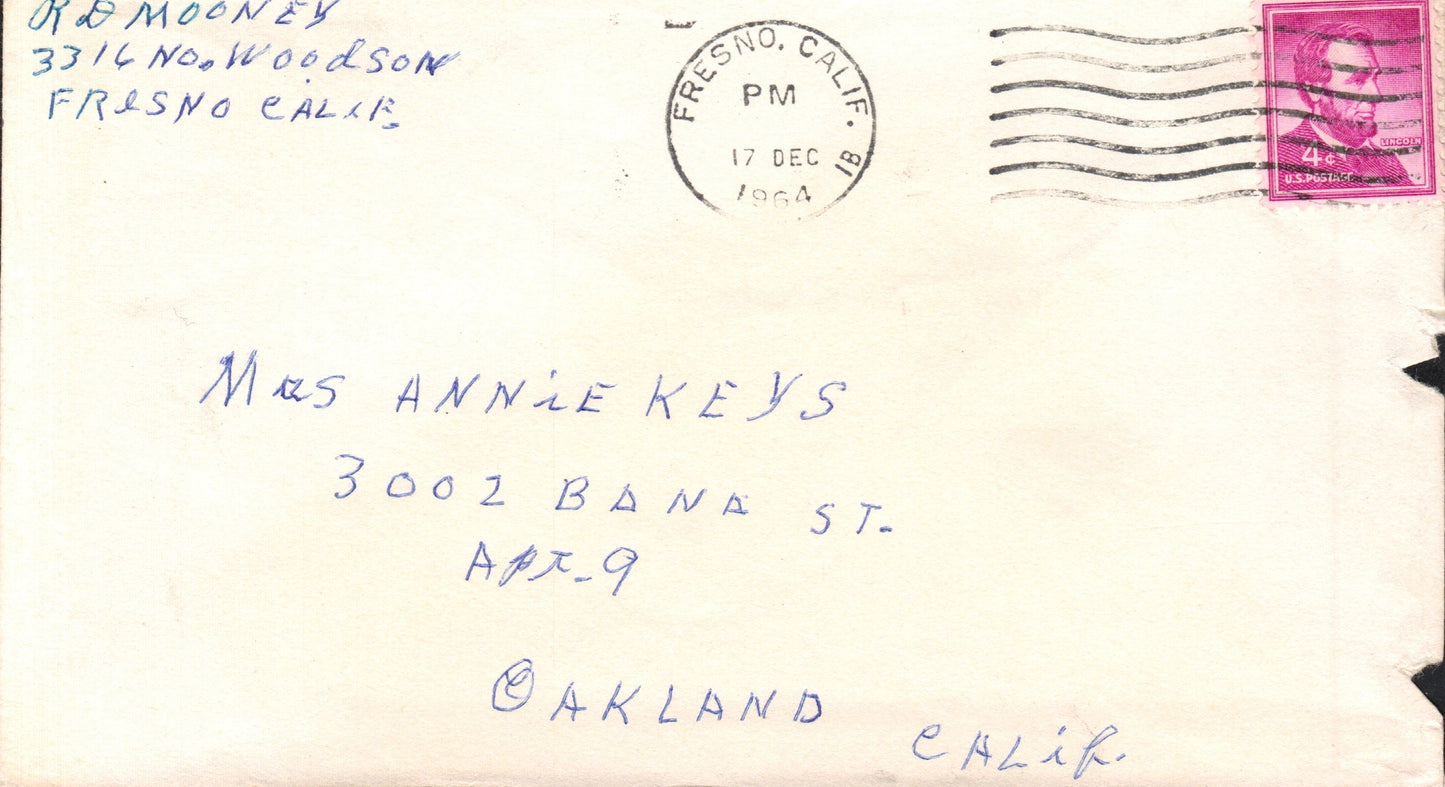 R D MOONEY
3316 NO. WOODSON
FRESNO CALIF.
FRESNO, CALIF. 1B
PM
17 DEC
1964
LINCOLN
4¢
U.S. POSTAGE
MRS ANNIE KEYS
3002 BANA ST.
APT-9
OAKLAND
CALIF.